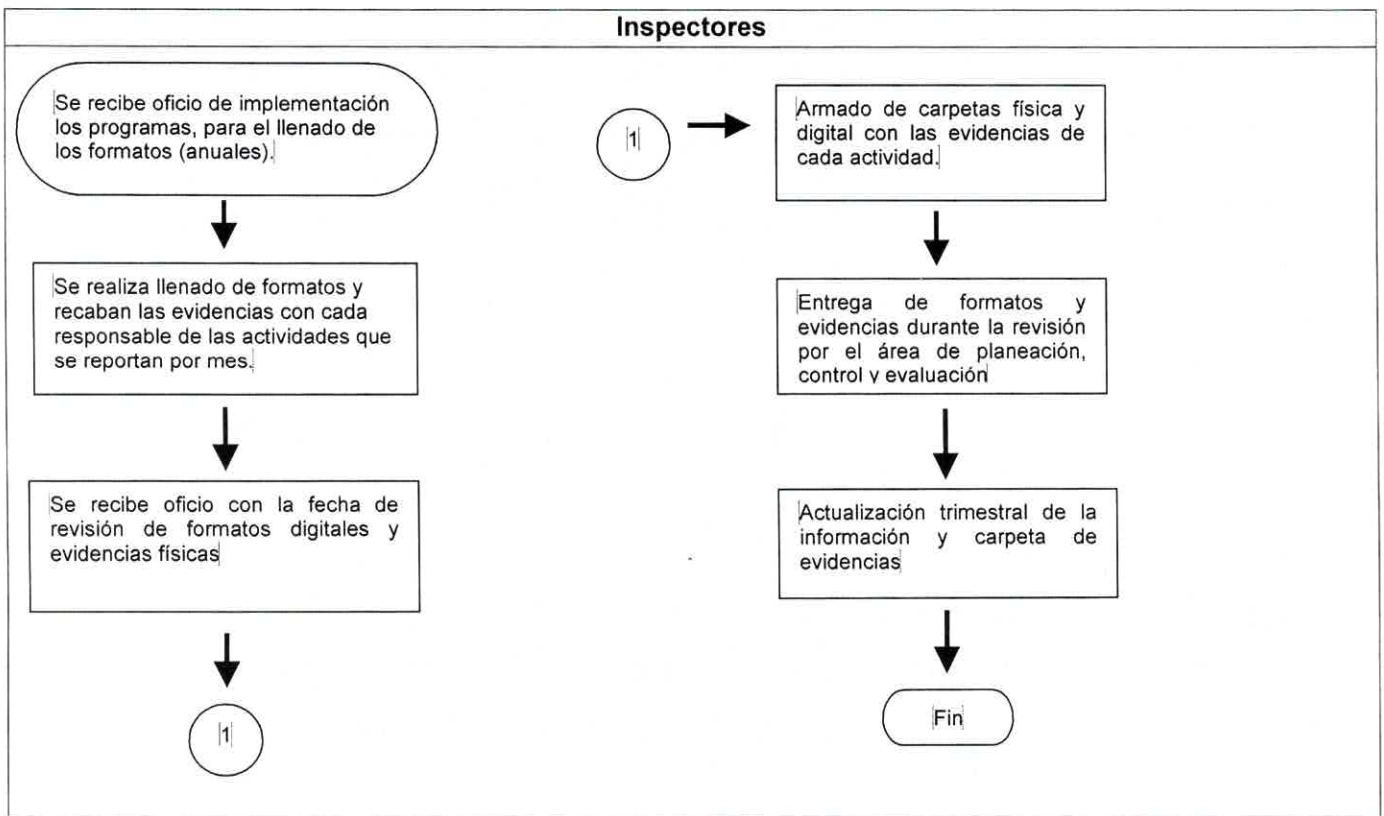 Inspectores
Se recibe oficio de implementación
los programas, para el llenado de
los formatos (anuales).
Se realiza llenado de formatos y
recaban las evidencias con cada
responsable de las actividades que
se reportan por mes.
Se recibe oficio con la fecha de
revisión de formatos digitales y
evidencias físicas
1
1
Armado de carpetas física y
digital con las evidencias de
cada actividad.
Entrega de formatos y
evidencias durante la revisión
por el área de planeación,
control y evaluación
Actualización trimestral de la
información y carpeta de
evidencias
Fin